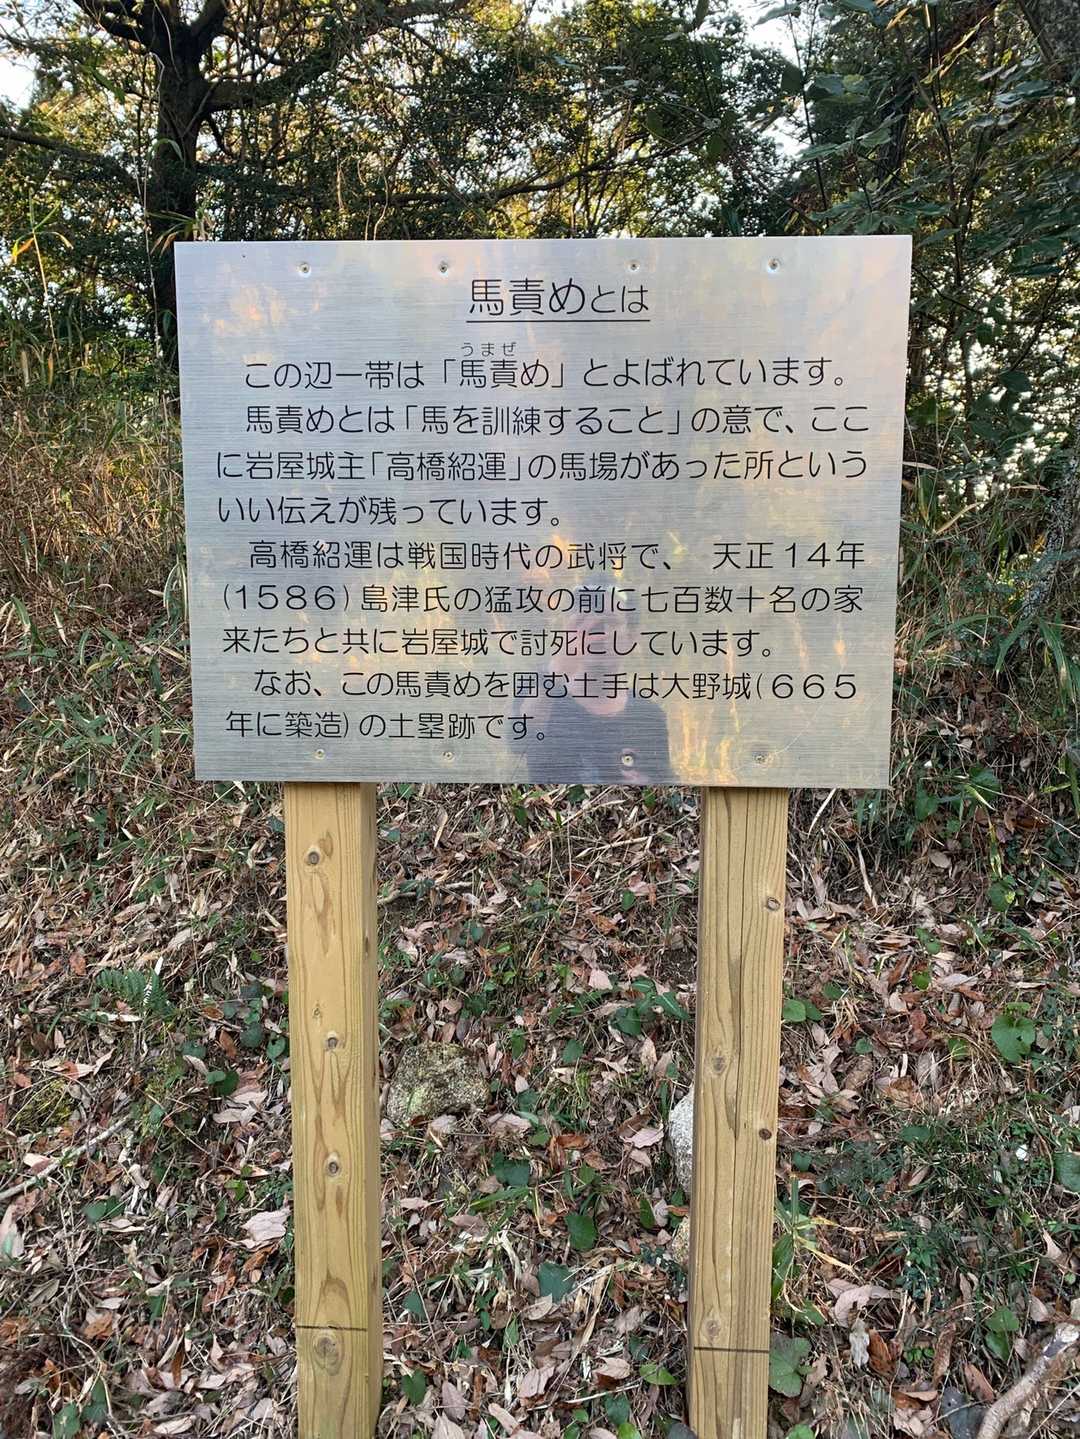 馬責めとは
うまぜ
この辺一帯は「馬責め」とよばれています。
馬責めとは「馬を訓練すること」の意で、ここ
に岩屋城主「高橋紹運」の馬場があった所という
いい伝えが残っています。
高橋紹運は戦国時代の武将で、　天正１４年
(１５８６)島津氏の猛攻の前に七百数十名の家
来たちと共に岩屋城で討死にしています。
なお、この馬責めを囲む土手は大野城(６６５
年に築造)の土塁跡です。